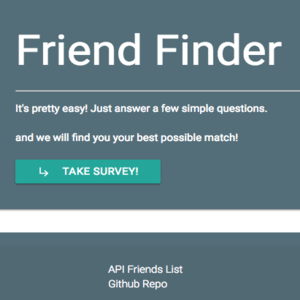 Friend Finder
It's pretty easy! Just answer a few simple questions.
and we will find you your best possible match!
TAKE SURVEY!
API Friends List
Github Repo